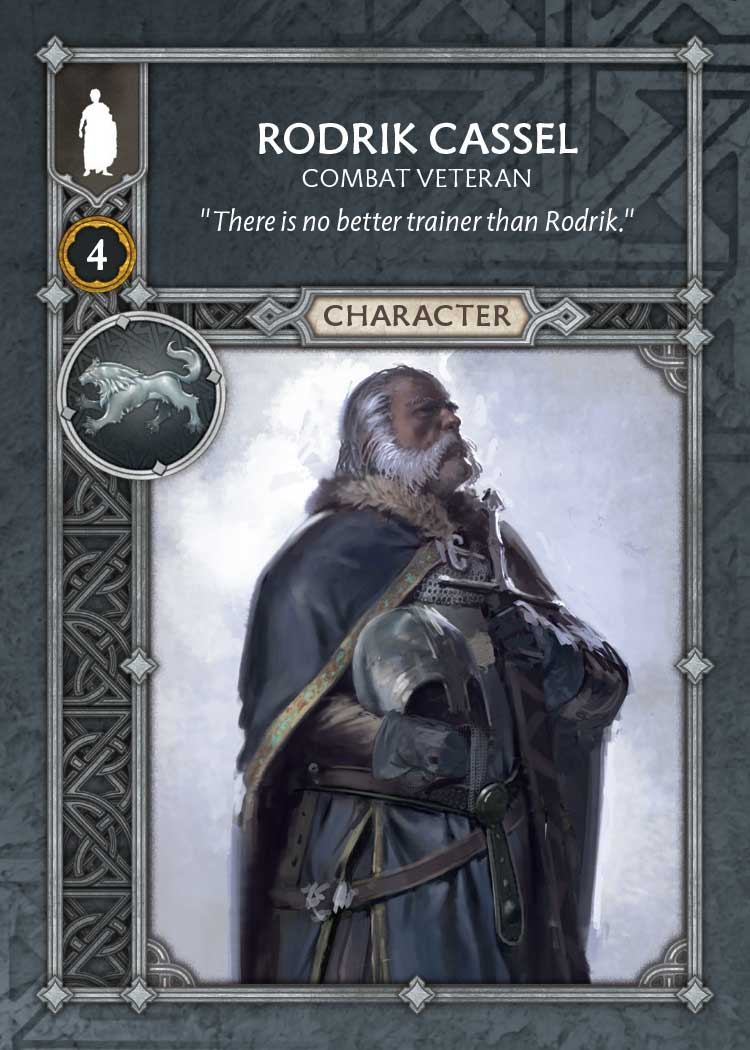 RODRIK CASSEL
COMBAT VETERAN
"There is no better trainer than Rodrik."
4
CHARACTER